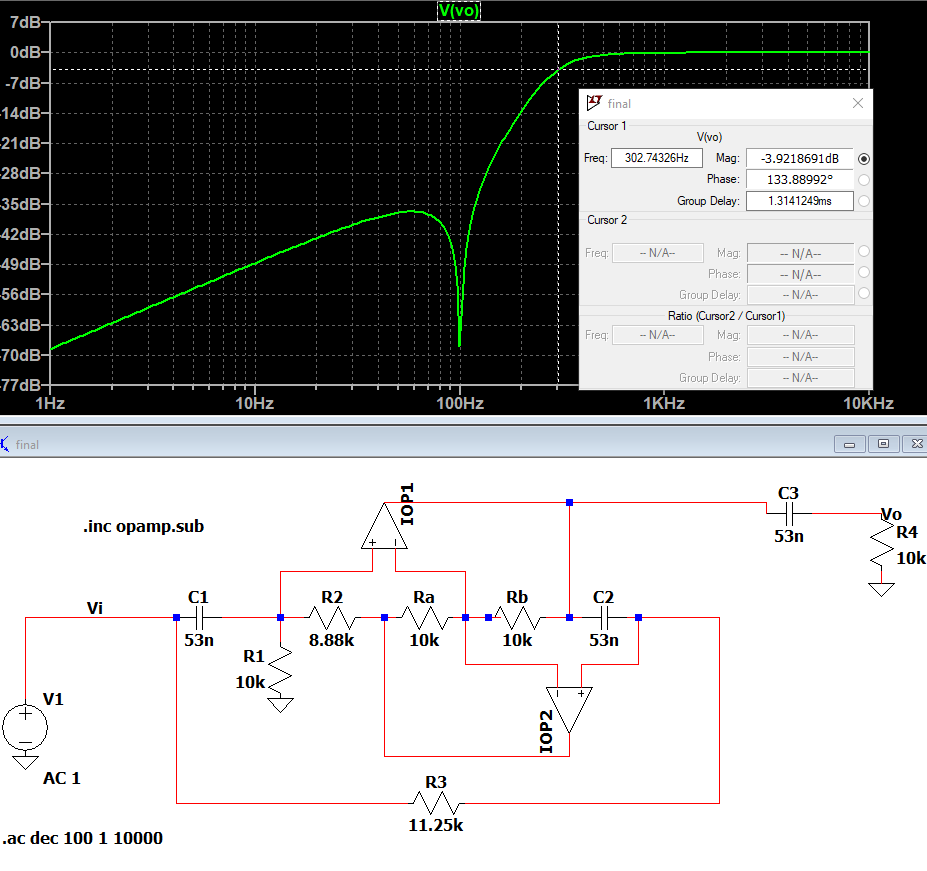 V(vo)
7dB
0dB
-7dB
-14dB
-21dB
-28dB
-35dB
-42dB
-49dB
-56dB
-63dB
-70dB
-77dB
1Hz 10Hz 100Hz 1KHz 10KHz
final
Cursor 1
V(vo)
Freq: 302.74326Hz Mag: -3.9218691dB
Phase: 133.88992°
Group Delay: 1.3141249ms
Cursor 2
Freq: -- N/A-- Mag: -- N/A--
Phase: -- N/A--
Group Delay: -- N/A--
Ratio (Cursor2 / Cursor1)
Freq: -- N/A-- Mag: -- N/A--
Phase: -- N/A--
Group Delay: -- N/A--
final
.inc opamp.sub
IOP1
C3
53n
Vo
R4
10k
Vi
C1
53n
R2
8.88k
Ra
10k
Rb
10k
C2
53n
R1
10k
V1
AC 1
IOP2
R3
11.25k
.ac dec 100 1 10000